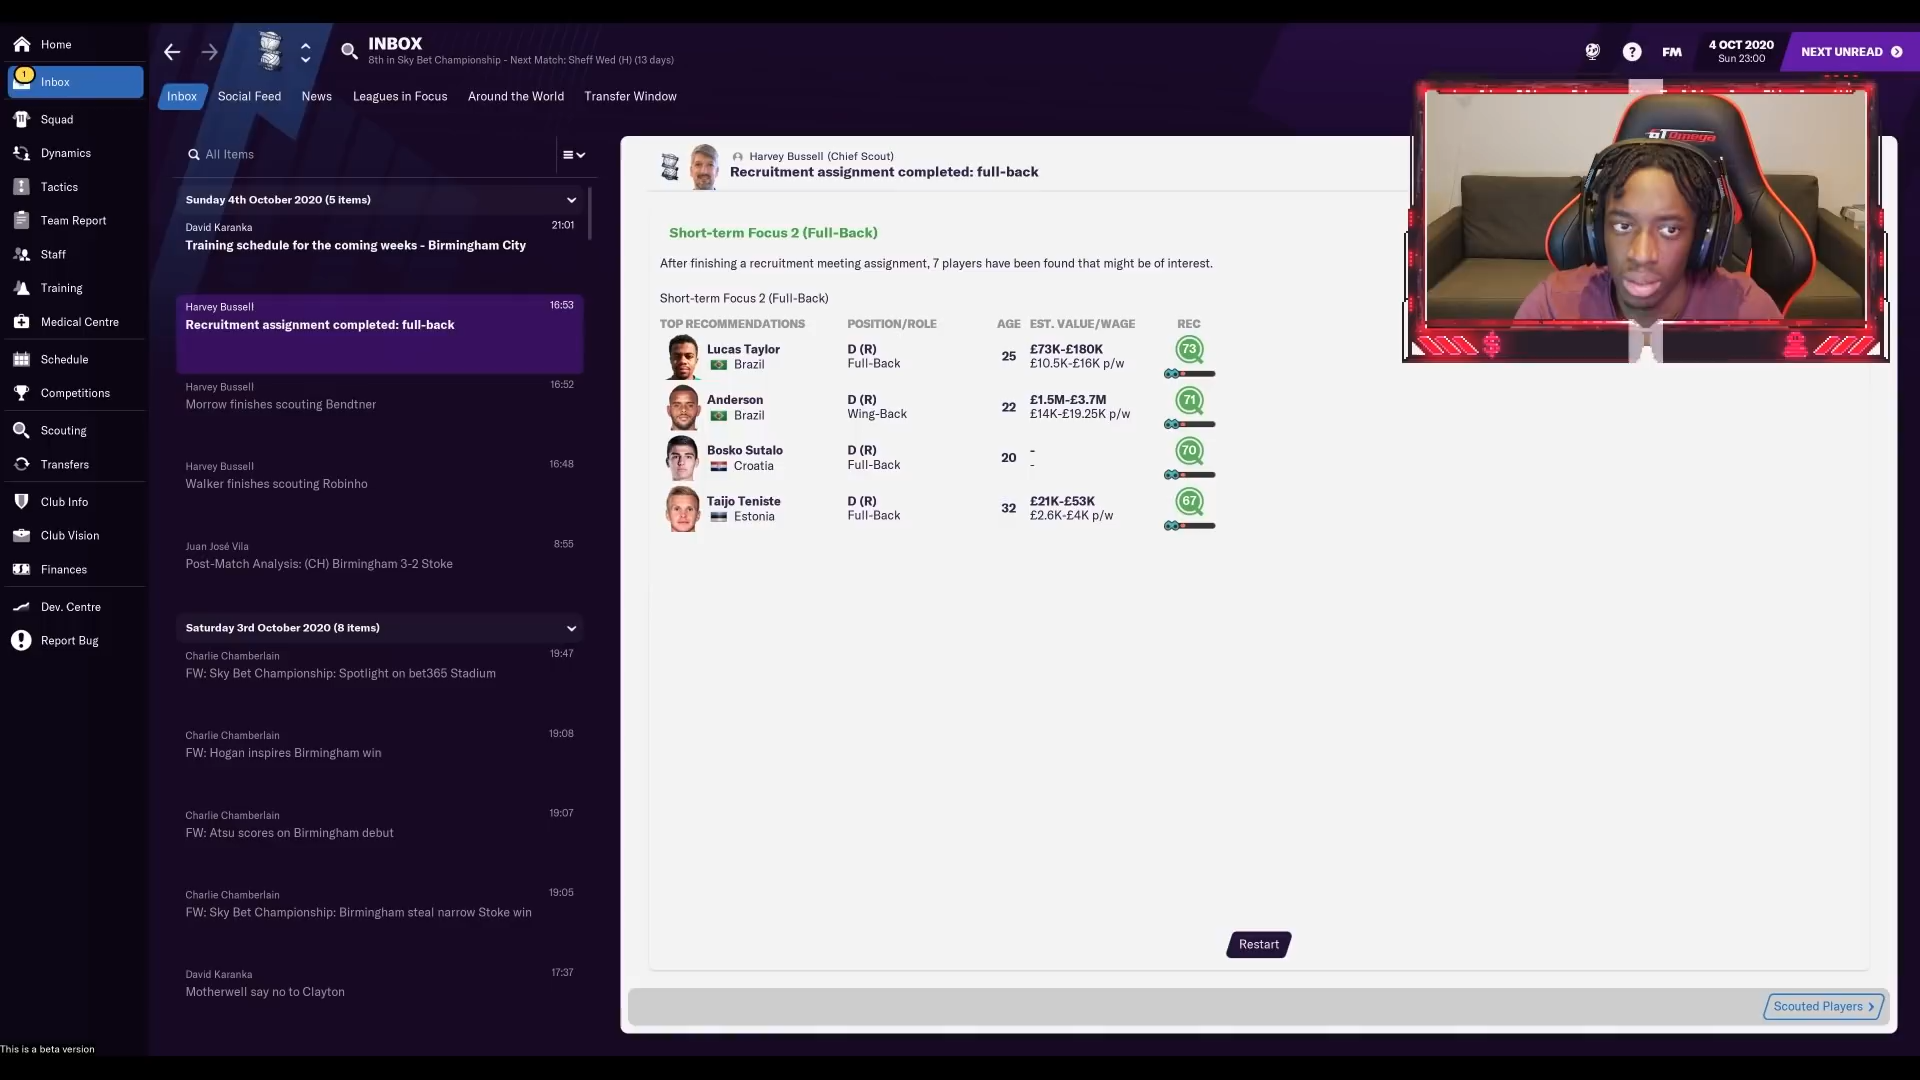 Home
1
Inbox
Squad
Dynamics
Tactics
Team Report
Staff
Training
Medical Centre
Schedule
Competitions
Scouting
Transfers
Club Info
Club Vision
Finances
Dev. Centre
Report Bug
This is a beta version
INBOX
8th in Sky Bet Championship - Next Match: Sheff Wed (H) (13 days)
FM
4 OCT 2020
Sun 23:00
NEXT UNREAD
Inbox Social Feed News Leagues in Focus Around the World Transfer Window
All Items
Sunday 4th October 2020 (5 items)
David Karanka 21:01
Training schedule for the coming weeks - Birmingham City
Harvey Bussell 16:53
Recruitment assignment completed: full-back
Harvey Bussell 16:52
Morrow finishes scouting Bendtner
Harvey Bussell 16:48
Walker finishes scouting Robinho
Juan José Vila 8:55
Post-Match Analysis: (CH) Birmingham 3-2 Stoke
Saturday 3rd October 2020 (8 items)
Charlie Chamberlain 19:47
FW: Sky Bet Championship: Spotlight on bet365 Stadium
Charlie Chamberlain 19:08
FW: Hogan inspires Birmingham win
Charlie Chamberlain 19:07
FW: Atsu scores on Birmingham debut
Charlie Chamberlain 19:05
FW: Sky Bet Championship: Birmingham steal narrow Stoke win
David Karanka 17:37
Motherwell say no to Clayton
Harvey Bussell (Chief Scout)
Recruitment assignment completed: full-back
Short-term Focus 2 (Full-Back)
After finishing a recruitment meeting assignment, 7 players have been found that might be of interest.
Short-term Focus 2 (Full-Back)
TOP RECOMMENDATIONS POSITION/ROLE AGE EST. VALUE/WAGE REC
Lucas Taylor D (R) 25 £73K-£180K 73
Brazil Full-Back £10.5K-£16K p/w
Anderson D (R) 22 £1.5M-£3.7M 71
Brazil Wing-Back £14K-£19.25K p/w
Bosko Sutalo D (R) 20 - 70
Croatia Full-Back -
Taijo Teniste D (R) 32 £21K-£53K 67
Estonia Full-Back £2.6K-£4K p/w
Restart
Scouted Players
GT Omega